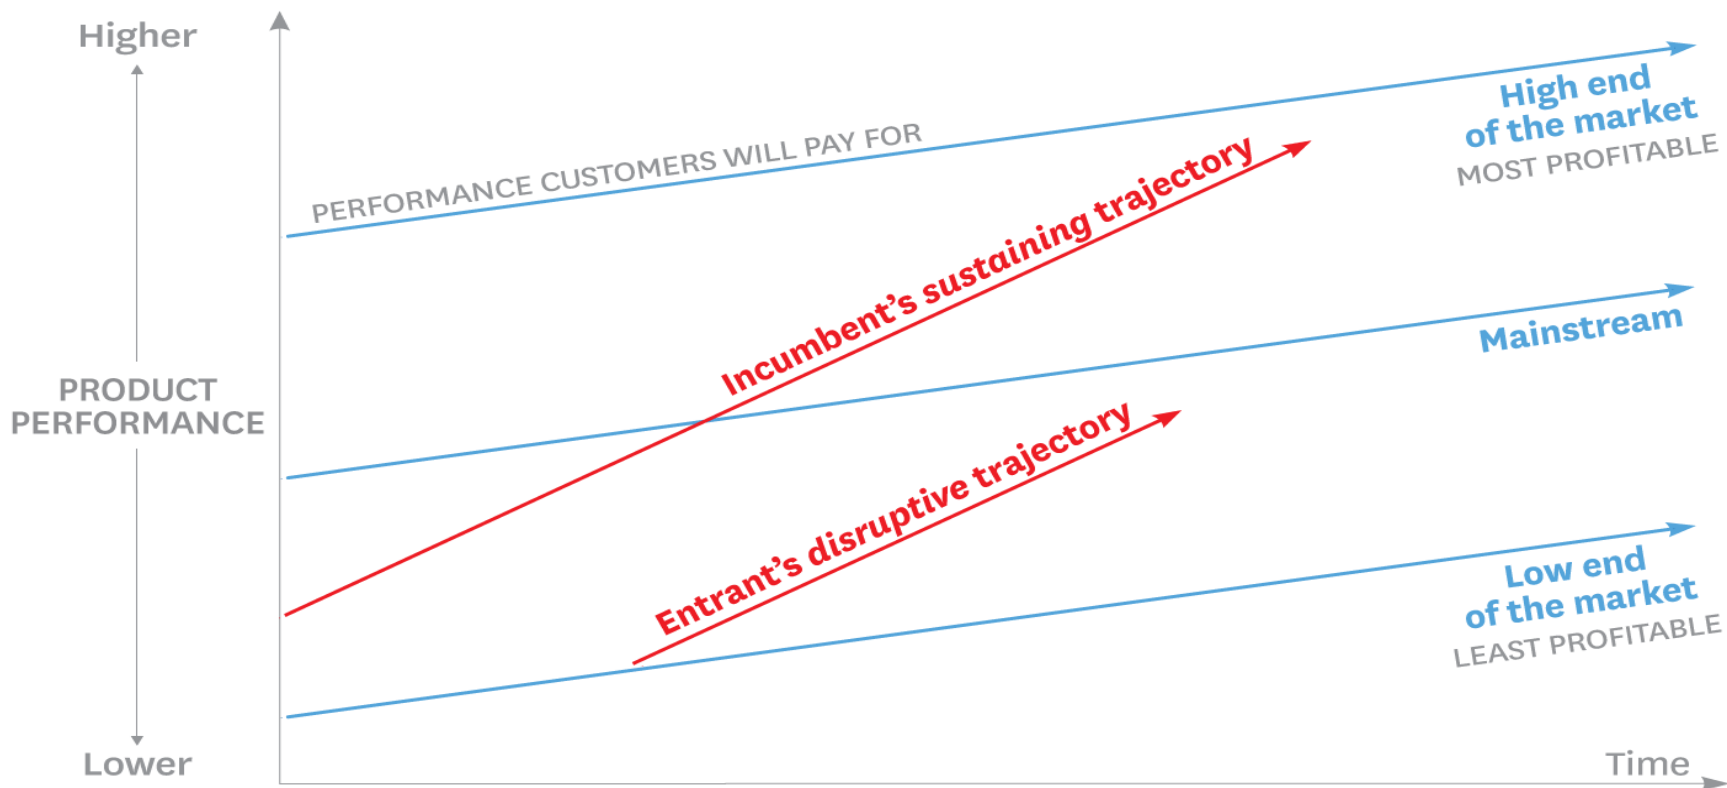 Higher
PERFORMANCE CUSTOMERS WILL PAY FOR
High end
of the market
MOST PROFITABLE
Incumbent’s sustaining trajectory
Mainstream
PRODUCT
PERFORMANCE
Entrant’s disruptive trajectory
Low end
of the market
LEAST PROFITABLE
Lower
Time